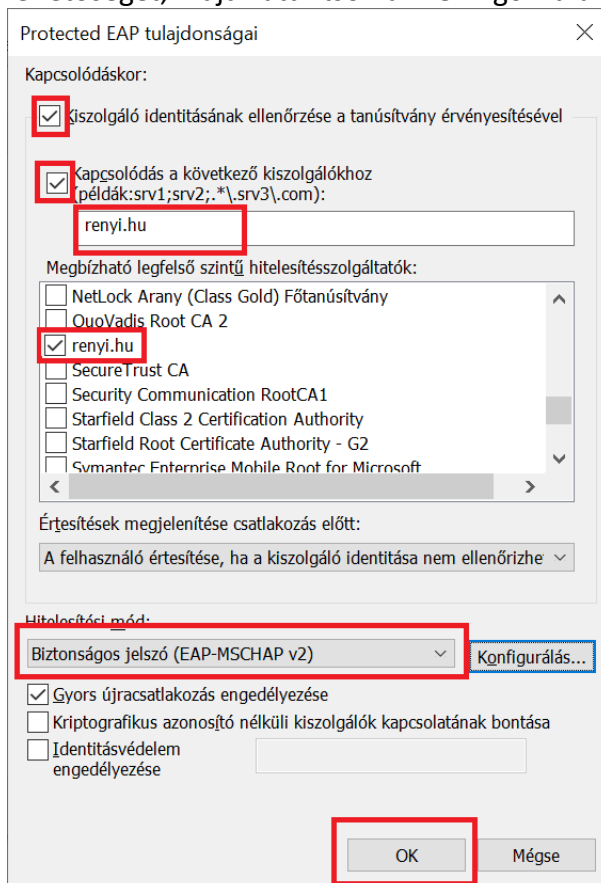 Protected EAP tulajdonságai
Kapcsolódáskor:
Kiszolgáló identitásának ellenőrzése a tanúsítvány érvényesítésével
Kapcsolódás a következő kiszolgálókhoz
(példák:srv1;srv2;.*\.srv3\.com):
renyi.hu
Megbízható legfelső szintű hitelesítésszolgáltatók:
NetLock Arany (Class Gold) Főtanúsítvány
QuoVadis Root CA 2
renyi.hu
SecureTrust CA
Security Communication RootCA1
Starfield Class 2 Certification Authority
Starfield Root Certificate Authority - G2
Symantec Enterprise Mobile Root for Microsoft
Értesítések megjelenítése csatlakozás előtt:
A felhasználó értesítése, ha a kiszolgáló identitása nem ellenőrizhe
Hitelesítési mód:
Biztonságos jelszó (EAP-MSCHAP v2)
Konfigurálás...
Gyors újracsatlakozás engedélyezése
Kriptografikus azonosító nélküli kiszolgálók kapcsolatának bontása
Identitásvédelem
engedélyezése
OK Mégse